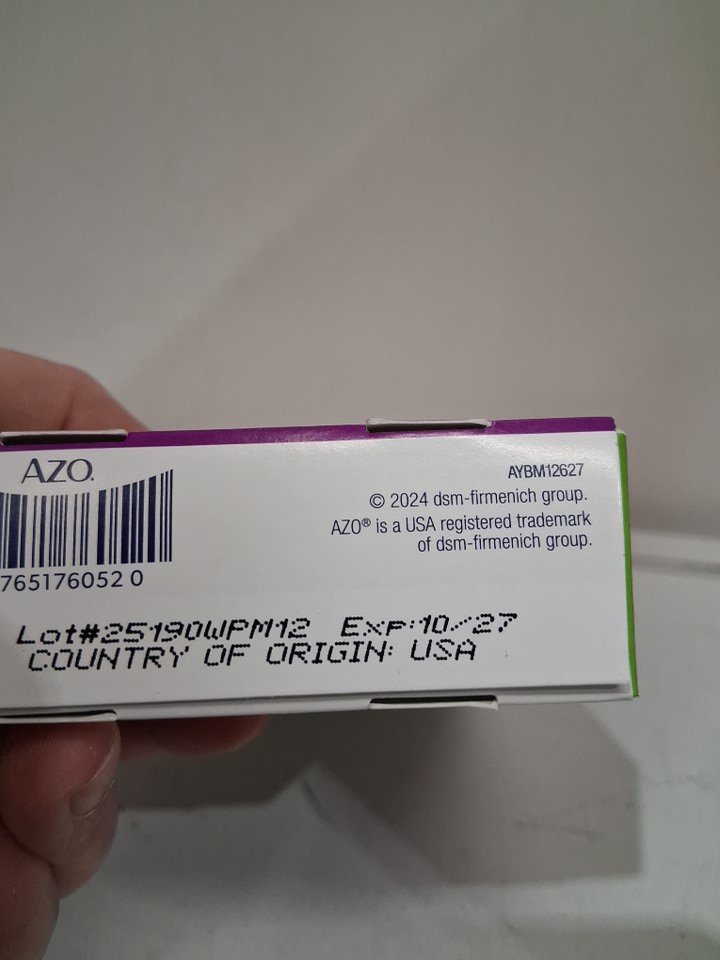 AZO.
765176052 0
AYBM12627
© 2024 dsm-firmenich group.
AZO® is a USA registered trademark
of dsm-firmenich group.
Lot#25190WPM12 Exp:10/27
COUNTRY OF ORIGIN: USA